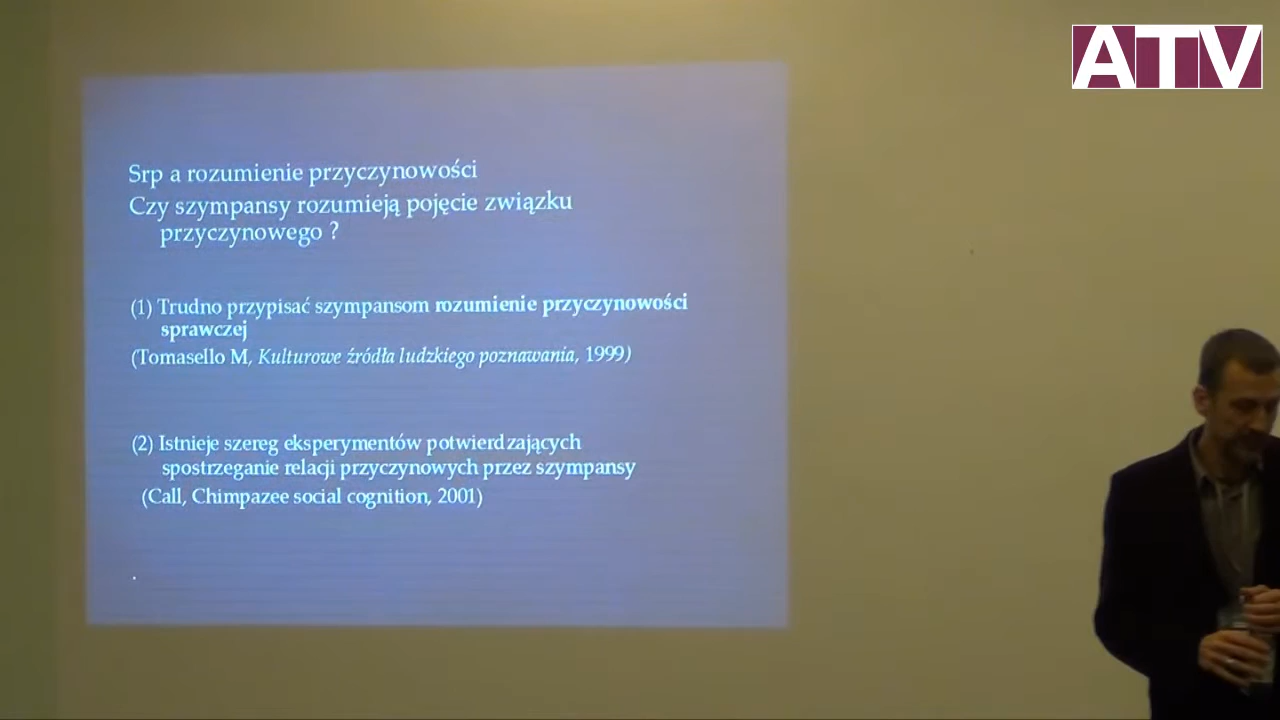 ATV
Srp a rozumienie przyczynowości
Czy szympansy rozumieją pojęcie związku
przyczynowego ?
(1) Trudno przypisać szympansom rozumienie przyczynowości
sprawczej
(Tomasello M, Kulturowe źródła ludzkiego poznawania, 1999)
(2) Istnieje szereg eksperymentów potwierdzających
spostrzeganie relacji przyczynowych przez szympansy
(Call, Chimpazee social cognition, 2001)
.